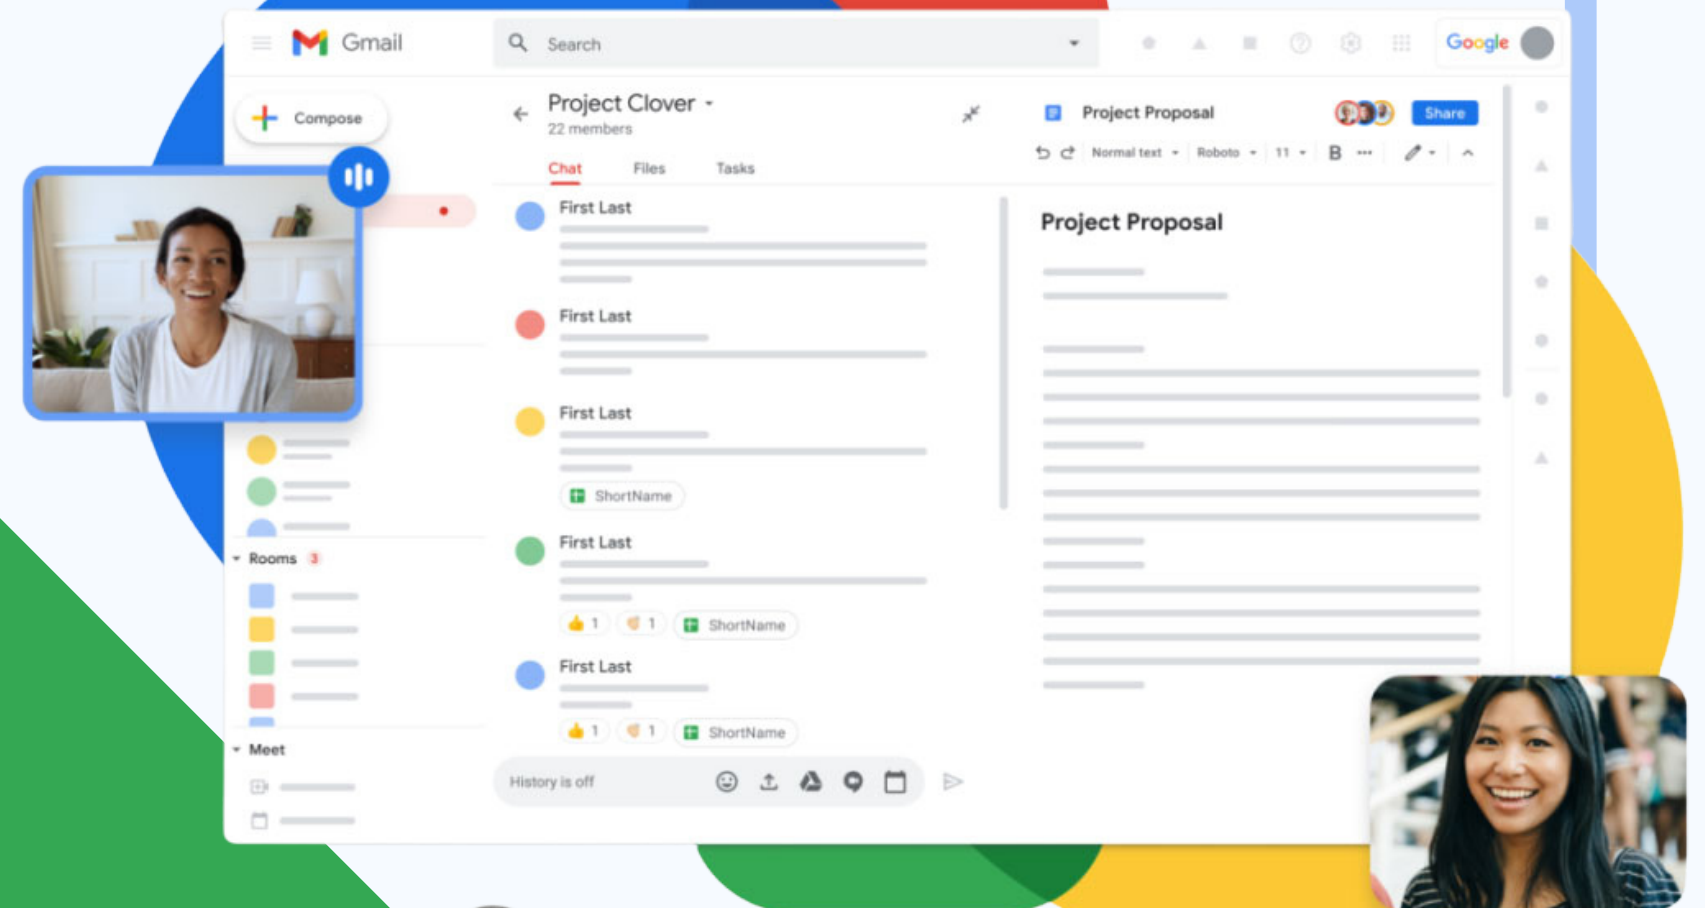 Gmail
Search
Google
Compose
Project Clover
22 members
Chat Files Tasks
First Last
First Last
First Last
ShortName
First Last
1 1 ShortName
First Last
1 1 ShortName
History is off
Rooms 3
Meet
Project Proposal
Share
Normal text Roboto 11 B
Project Proposal